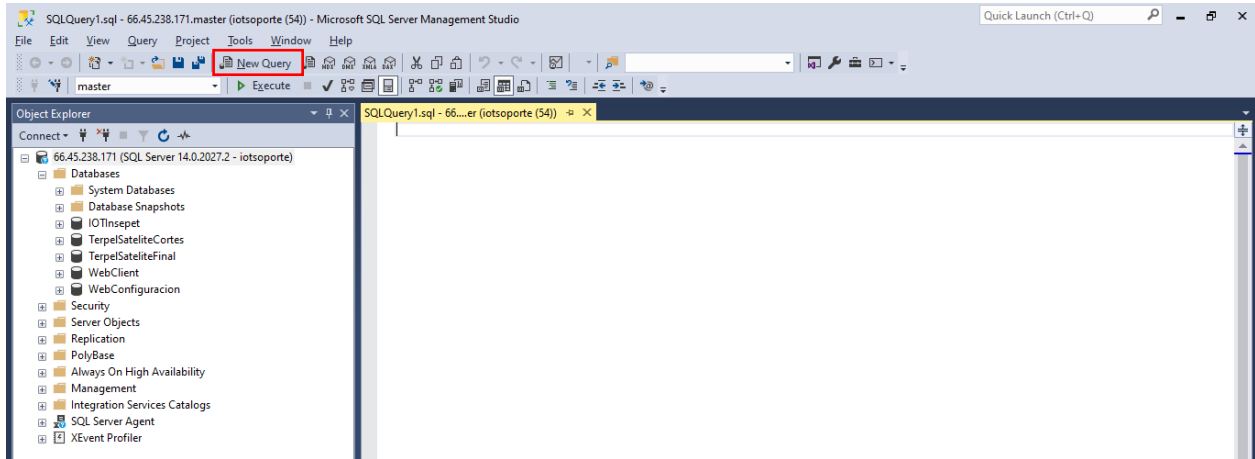 SQLQuery1.sql - 66.45.238.171.master (iotsoporte (54)) - Microsoft SQL Server Management Studio
Quick Launch (Ctrl+Q)
File Edit View Query Project Tools Window Help
New Query
master Execute
Object Explorer
SQLQuery1.sql - 66....er (iotsoporte (54))
Connect
66.45.238.171 (SQL Server 14.0.2027.2 - iotsoporte)
Databases
System Databases
Database Snapshots
IOTInsepet
TerpelSateliteCortes
TerpelSateliteFinal
WebClient
WebConfiguracion
Security
Server Objects
Replication
PolyBase
Always On High Availability
Management
Integration Services Catalogs
SQL Server Agent
XEvent Profiler